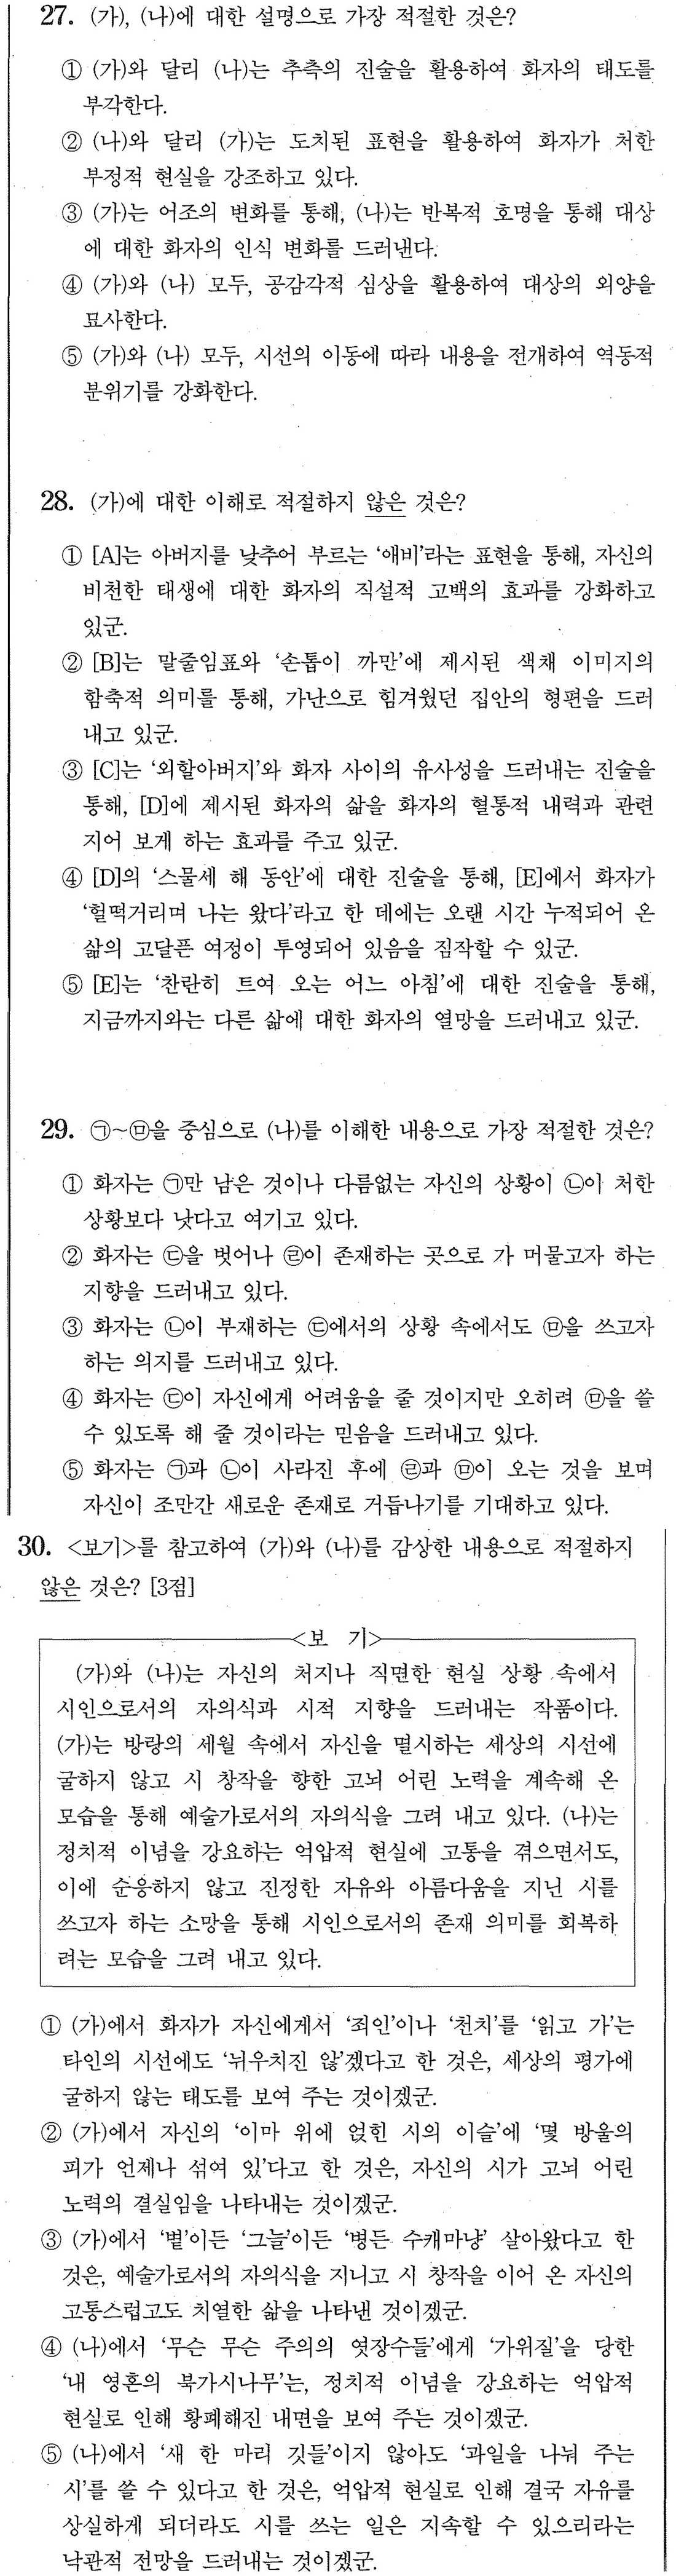 27. (가), (나)에 대한 설명으로 가장 적절한 것은?
① (가)와 달리 (나)는 추측의 진술을 활용하여 화자의 태도를
부각한다.
② (나)와 달리 (가)는 도치된 표현을 활용하여 화자가 처한
부정적 현실을 강조하고 있다.
③ (가)는 어조의 변화를 통해, (나)는 반복적 호명을 통해 대상
에 대한 화자의 인식 변화를 드러낸다.
④ (가)와 (나) 모두, 공감각적 심상을 활용하여 대상의 외양을
묘사한다.
⑤ (가)와 (나) 모두, 시선의 이동에 따라 내용을 전개하여 역동적
분위기를 강화한다.
28. (가)에 대한 이해로 적절하지 않은 것은?
① [A]는 아버지를 낮추어 부르는 ‘애비’라는 표현을 통해, 자신의
비천한 태생에 대한 화자의 직설적 고백의 효과를 강화하고
있군.
② [B]는 말줄임표와 ‘손톱이 까만’에 제시된 색채 이미지의
함축적 의미를 통해, 가난으로 힘겨웠던 집안의 형편을 드러
내고 있군.
③ [C]는 ‘외할아버지’와 화자 사이의 유사성을 드러내는 진술을
통해, [D]에 제시된 화자의 삶을 화자의 혈통적 내력과 관련
지어 보게 하는 효과를 주고 있군.
④ [D]의 ‘스물세 해 동안’에 대한 진술을 통해, [E]에서 화자가
‘헐떡거리며 나는 왔다’라고 한 데에는 오랜 시간 누적되어 온
삶의 고달픈 여정이 투영되어 있음을 짐작할 수 있군.
⑤ [E]는 ‘찬란히 트여 오는 어느 아침’에 대한 진술을 통해,
지금까지와는 다른 삶에 대한 화자의 열망을 드러내고 있군.
29. ㉠~㉤을 중심으로 (나)를 이해한 내용으로 가장 적절한 것은?
① 화자는 ㉠만 남은 것이나 다름없는 자신의 상황이 ㉡이 처한
상황보다 낫다고 여기고 있다.
② 화자는 ㉢을 벗어나 ㉣이 존재하는 곳으로 가 머물고자 하는
지향을 드러내고 있다.
③ 화자는 ㉡이 부재하는 ㉢에서의 상황 속에서도 ㉤을 쓰고자
하는 의지를 드러내고 있다.
④ 화자는 ㉢이 자신에게 어려움을 줄 것이지만 오히려 ㉤을 쓸
수 있도록 해 줄 것이라는 믿음을 드러내고 있다.
⑤ 화자는 ㉠과 ㉡이 사라진 후에 ㉣과 ㉤이 오는 것을 보며
자신이 조만간 새로운 존재로 거듭나기를 기대하고 있다.
30. <보기>를 참고하여 (가)와 (나)를 감상한 내용으로 적절하지
않은 것은? [3점]
<보 기>
(가)와 (나)는 자신의 처지나 직면한 현실 상황 속에서
시인으로서의 자의식과 시적 지향을 드러내는 작품이다.
(가)는 방랑의 세월 속에서 자신을 멸시하는 세상의 시선에
굴하지 않고 시 창작을 향한 고뇌 어린 노력을 계속해 온
모습을 통해 예술가로서의 자의식을 그려 내고 있다. (나)는
정치적 이념을 강요하는 억압적 현실에 고통을 겪으면서도,
이에 순응하지 않고 진정한 자유와 아름다움을 지닌 시를
쓰고자 하는 소망을 통해 시인으로서의 존재 의미를 회복하
려는 모습을 그려 내고 있다.
① (가)에서 화자가 자신에게서 ‘죄인’이나 ‘천치’를 ‘읽고 가’는
타인의 시선에도 ‘뉘우치진 않’겠다고 한 것은, 세상의 평가에
굴하지 않는 태도를 보여 주는 것이겠군.
② (가)에서 자신의 ‘이마 위에 얹힌 시의 이슬’에 ‘몇 방울의
피가 언제나 섞여 있’다고 한 것은, 자신의 시가 고뇌 어린
노력의 결실임을 나타내는 것이겠군.
③ (가)에서 ‘볕’이든 ‘그늘’이든 ‘병든 수캐마냥’ 살아왔다고 한
것은, 예술가로서의 자의식을 지니고 시 창작을 이어 온 자신의
고통스럽고도 치열한 삶을 나타낸 것이겠군.
④ (나)에서 ‘무슨 무슨 주의의 엿장수들’에게 ‘가위질’을 당한
‘내 영혼의 북가시나무’는, 정치적 이념을 강요하는 억압적
현실로 인해 황폐해진 내면을 보여 주는 것이겠군.
⑤ (나)에서 ‘새 한 마리 깃들’이지 않아도 ‘과일을 나눠 주는
시’를 쓸 수 있다고 한 것은, 억압적 현실로 인해 결국 자유를
상실하게 되더라도 시를 쓰는 일은 지속할 수 있으리라는
낙관적 전망을 드러내는 것이겠군.